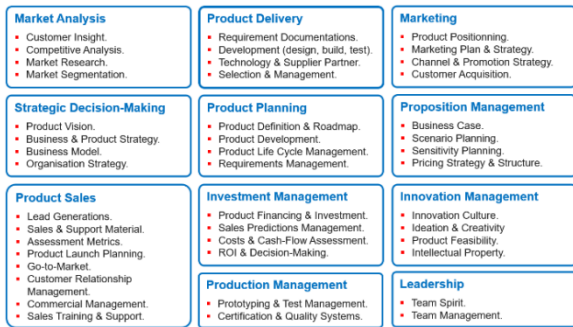 Market Analysis
Customer Insight.
Competitive Analysis.
Market Research.
Market Segmentation.
Product Delivery
Requirement Documentations.
Development (design, build, test).
Technology & Supplier Partner.
Selection & Management.
Marketing
Product Positionning.
Marketing Plan & Strategy.
Channel & Promotion Strategy.
Customer Acquisition.
Strategic Decision-Making
Product Vision.
Business & Product Strategy.
Business Model.
Organisation Strategy.
Product Planning
Product Definition & Roadmap.
Product Development.
Product Life Cycle Management.
Requirements Management.
Proposition Management
Business Case.
Scenario Planning.
Sensitivity Planning.
Pricing Strategy & Structure.
Product Sales
Lead Generations.
Sales & Support Material.
Assessment Metrics.
Product Launch Planning.
Go-to-Market.
Customer Relationship
Management.
Commercial Management.
Sales Training & Support.
Investment Management
Product Financing & Investment.
Sales Predictions Management.
Costs & Cash-Flow Assessment.
ROI & Decision-Making.
Innovation Management
Innovation Culture.
Ideation & Creativity
Product Feasibility.
Intellectual Property.
Production Management
Prototyping & Test Management.
Certification & Quality Systems.
Leadership
Team Spirit.
Team Management.